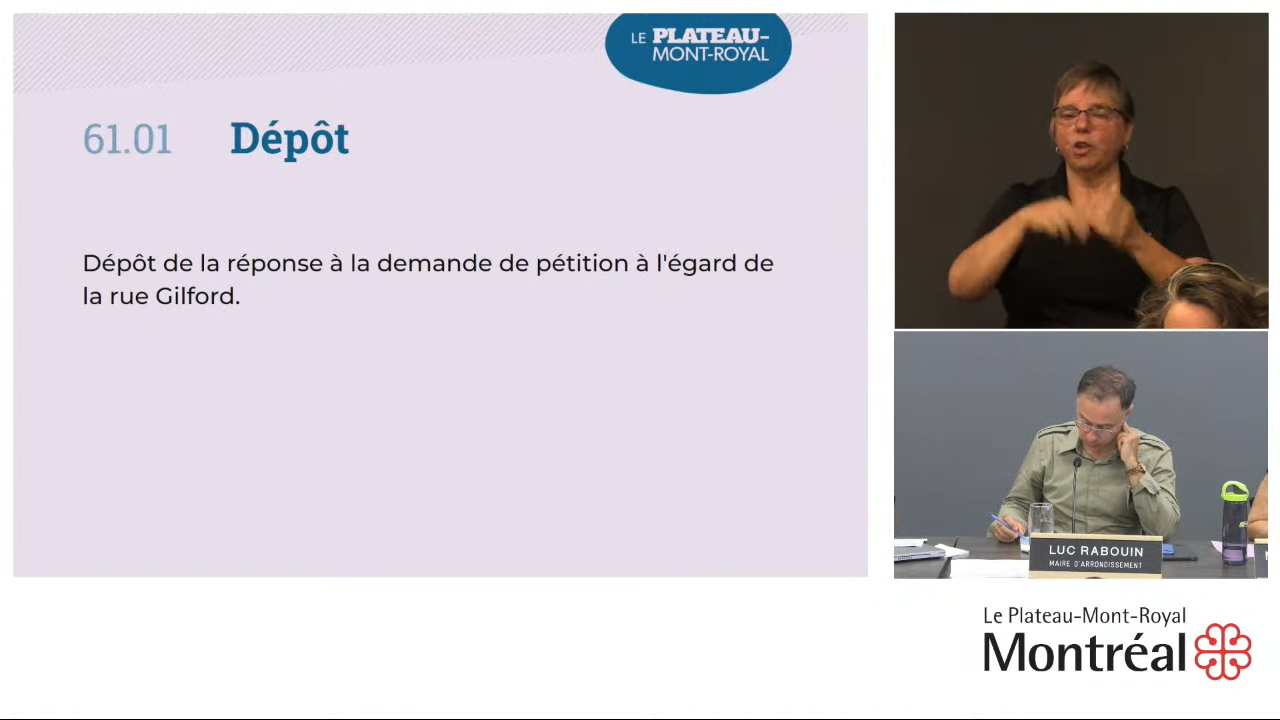 LE PLATEAU-
MONT-ROYAL
61.01 Dépôt
Dépôt de la réponse à la demande de pétition à l'égard de
la rue Gilford.
LUC RABOUIN
MAIRE D'ARRONDISSEMENT
Le Plateau-Mont-Royal
Montréal